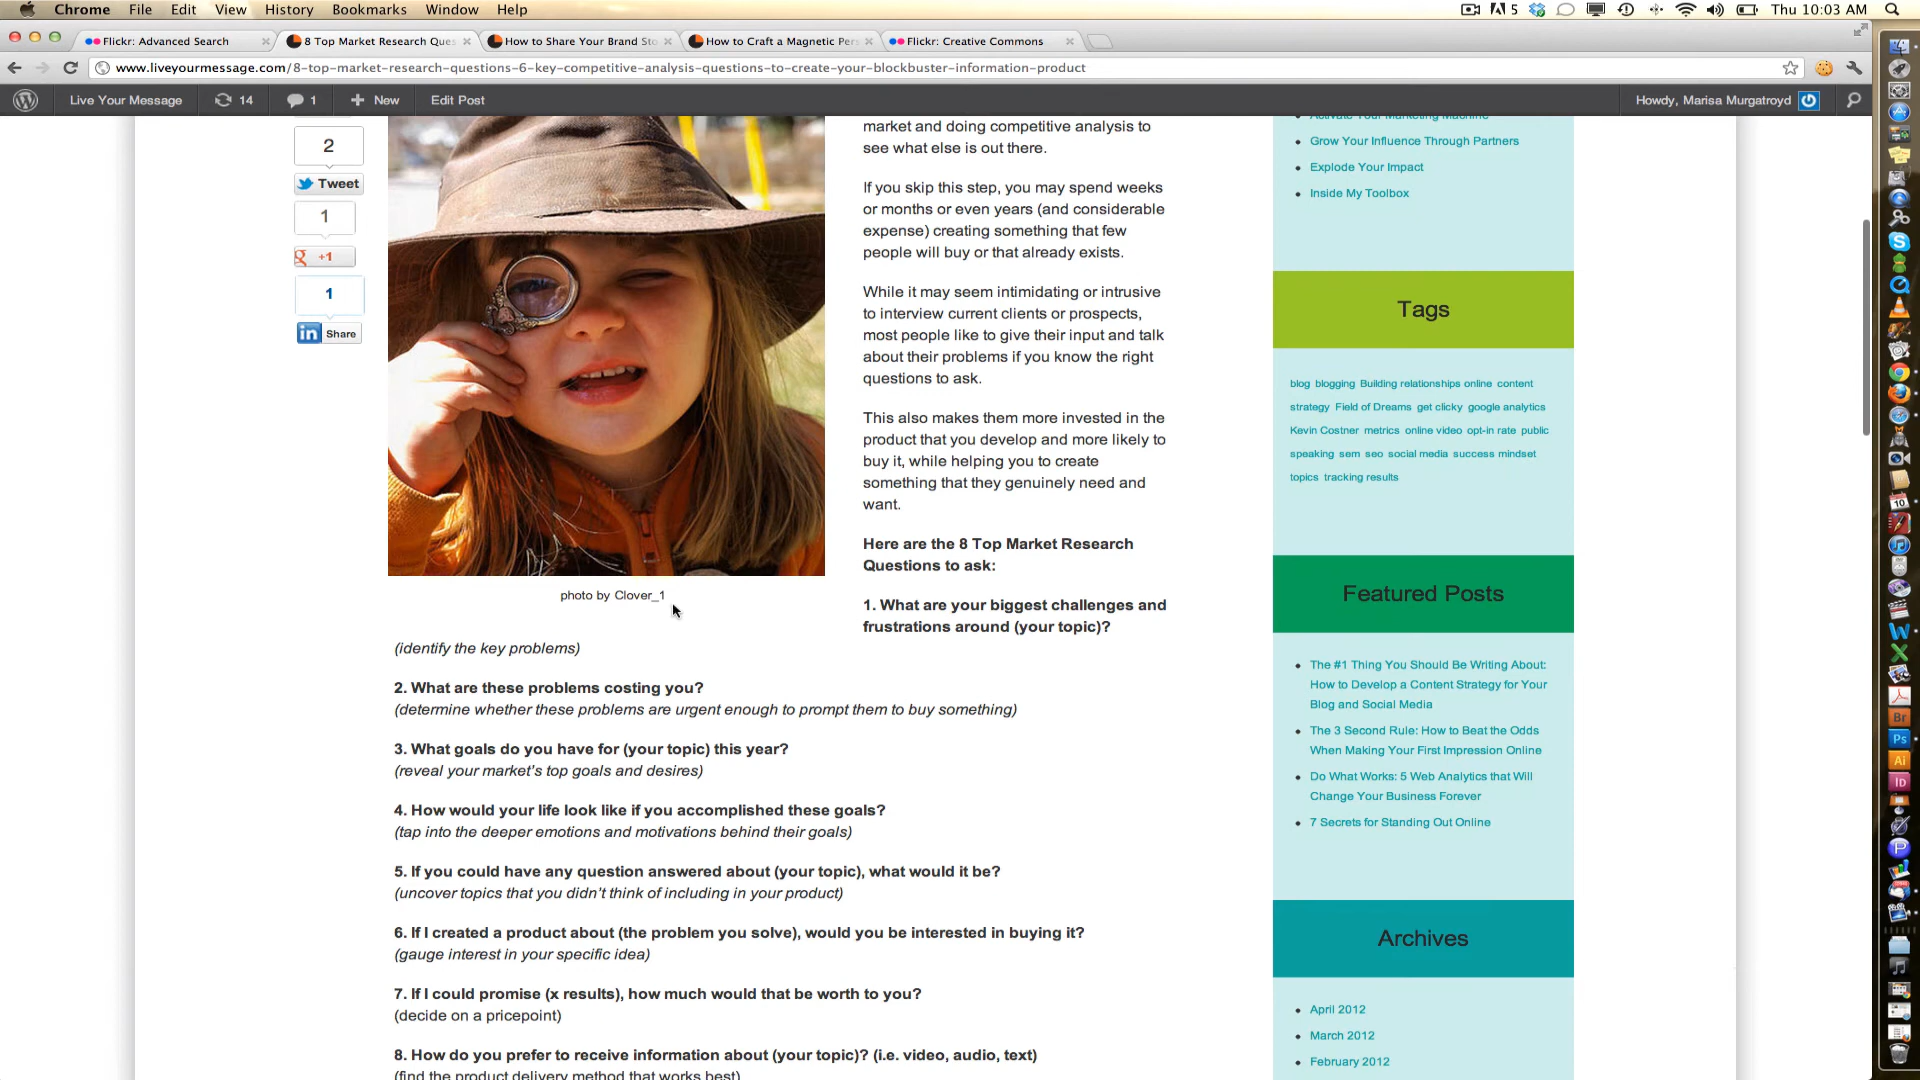 Chrome File Edit View History Bookmarks Window Help
5 Thu 10:03 AM
Flickr: Advanced Search
8 Top Market Research Ques
How to Share Your Brand Sto
How to Craft a Magnetic Pers
Flickr: Creative Commons
www.liveyourmessage.com/8-top-market-research-questions-6-key-competitive-analysis-questions-to-create-your-blockbuster-information-product
Live Your Message 14 1 New Edit Post
Howdy, Marisa Murgatroyd
2
Tweet
1
+1
1
in Share
market and doing competitive analysis to
see what else is out there.
If you skip this step, you may spend weeks
or months or even years (and considerable
expense) creating something that few
people will buy or that already exists.
While it may seem intimidating or intrusive
to interview current clients or prospects,
most people like to give their input and talk
about their problems if you know the right
questions to ask.
This also makes them more invested in the
product that you develop and more likely to
buy it, while helping you to create
something that they genuinely need and
want.
Here are the 8 Top Market Research
Questions to ask:
photo by Clover_1
1. What are your biggest challenges and
frustrations around (your topic)?
(identify the key problems)
2. What are these problems costing you?
(determine whether these problems are urgent enough to prompt them to buy something)
3. What goals do you have for (your topic) this year?
(reveal your market's top goals and desires)
4. How would your life look like if you accomplished these goals?
(tap into the deeper emotions and motivations behind their goals)
5. If you could have any question answered about (your topic), what would it be?
(uncover topics that you didn't think of including in your product)
6. If I created a product about (the problem you solve), would you be interested in buying it?
(gauge interest in your specific idea)
7. If I could promise (x results), how much would that be worth to you?
(decide on a pricepoint)
8. How do you prefer to receive information about (your topic)? (i.e. video, audio, text)
(find the product delivery method that works best)
Activate Your Marketing Machine
Grow Your Influence Through Partners
Explode Your Impact
Inside My Toolbox
Tags
blog blogging Building relationships online content
strategy Field of Dreams get clicky google analytics
Kevin Costner metrics online video opt-in rate public
speaking sem seo social media success mindset
topics tracking results
Featured Posts
The #1 Thing You Should Be Writing About:
How to Develop a Content Strategy for Your
Blog and Social Media
The 3 Second Rule: How to Beat the Odds
When Making Your First Impression Online
Do What Works: 5 Web Analytics that Will
Change Your Business Forever
7 Secrets for Standing Out Online
Archives
April 2012
March 2012
February 2012